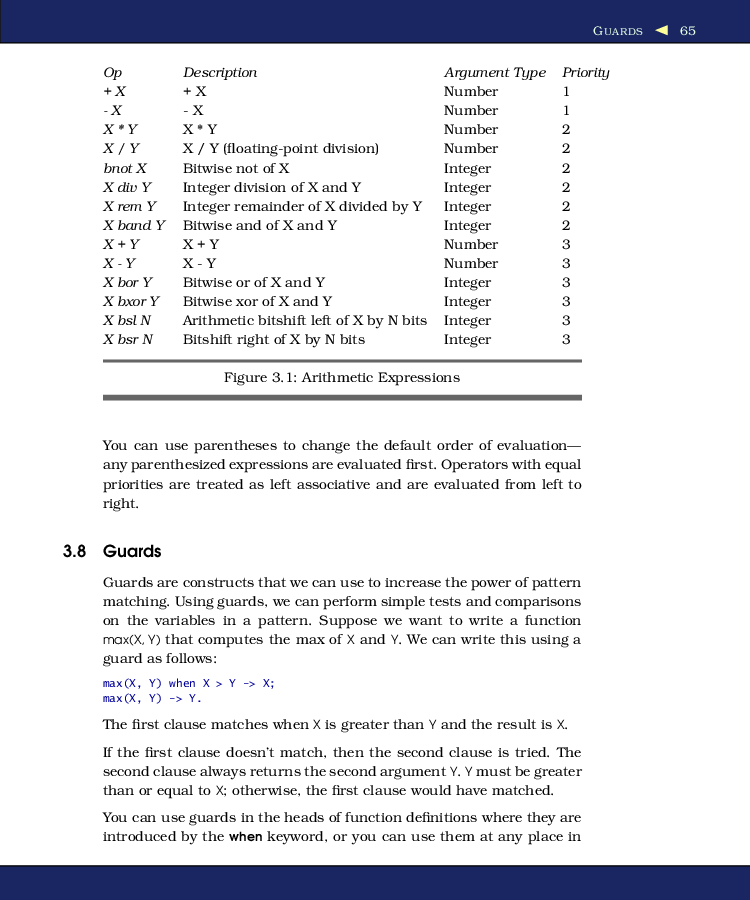 GUARDS ◀ 65
Op Description Argument Type Priority
+ X + X Number 1
- X - X Number 1
X * Y X * Y Number 2
X / Y X / Y (floating-point division) Number 2
bnot X Bitwise not of X Integer 2
X div Y Integer division of X and Y Integer 2
X rem Y Integer remainder of X divided by Y Integer 2
X band Y Bitwise and of X and Y Integer 2
X + Y X + Y Number 3
X - Y X - Y Number 3
X bor Y Bitwise or of X and Y Integer 3
X bxor Y Bitwise xor of X and Y Integer 3
X bsl N Arithmetic bitshift left of X by N bits Integer 3
X bsr N Bitshift right of X by N bits Integer 3
Figure 3.1: Arithmetic Expressions
You can use parentheses to change the default order of evaluation—
any parenthesized expressions are evaluated first. Operators with equal
priorities are treated as left associative and are evaluated from left to
right.
3.8 Guards
Guards are constructs that we can use to increase the power of pattern
matching. Using guards, we can perform simple tests and comparisons
on the variables in a pattern. Suppose we want to write a function
max(X, Y) that computes the max of X and Y. We can write this using a
guard as follows:
max(X, Y) when X > Y -> X;
max(X, Y) -> Y.
The first clause matches when X is greater than Y and the result is X.
If the first clause doesn't match, then the second clause is tried. The
second clause always returns the second argument Y. Y must be greater
than or equal to X; otherwise, the first clause would have matched.
You can use guards in the heads of function definitions where they are
introduced by the when keyword, or you can use them at any place in